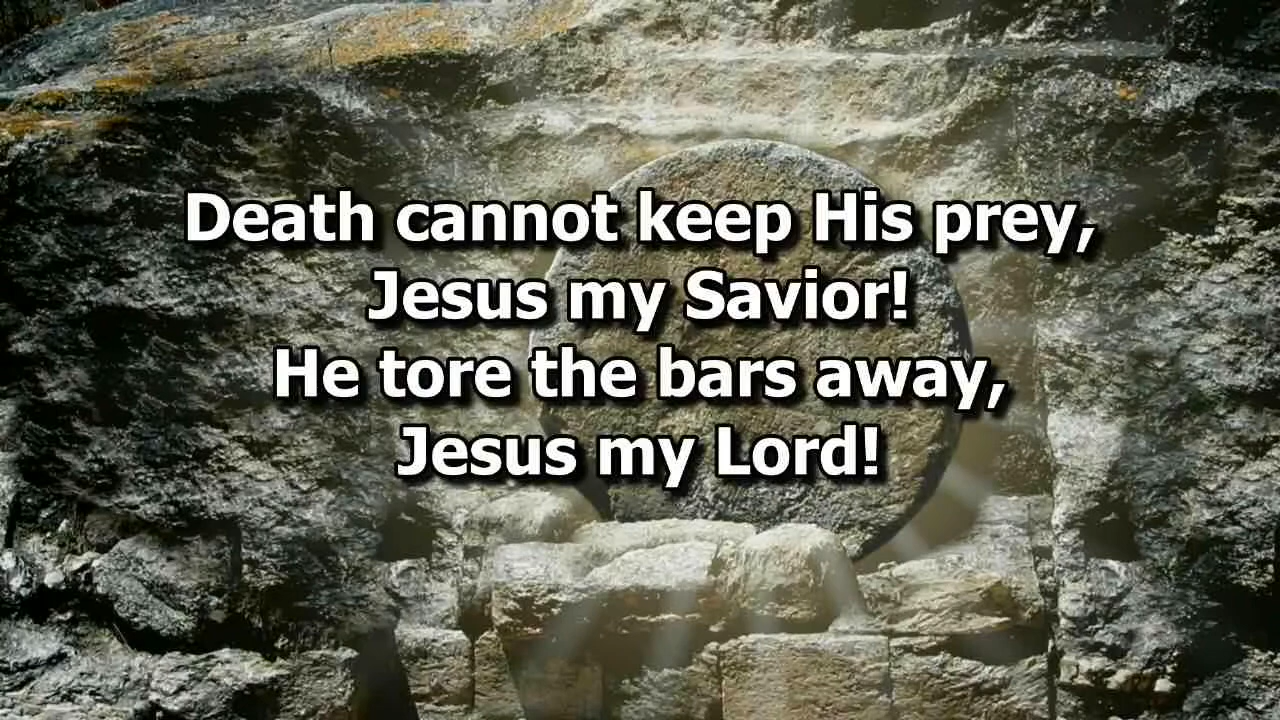 Death cannot keep His prey,
Jesus my Savior!
He tore the bars away,
Jesus my Lord!